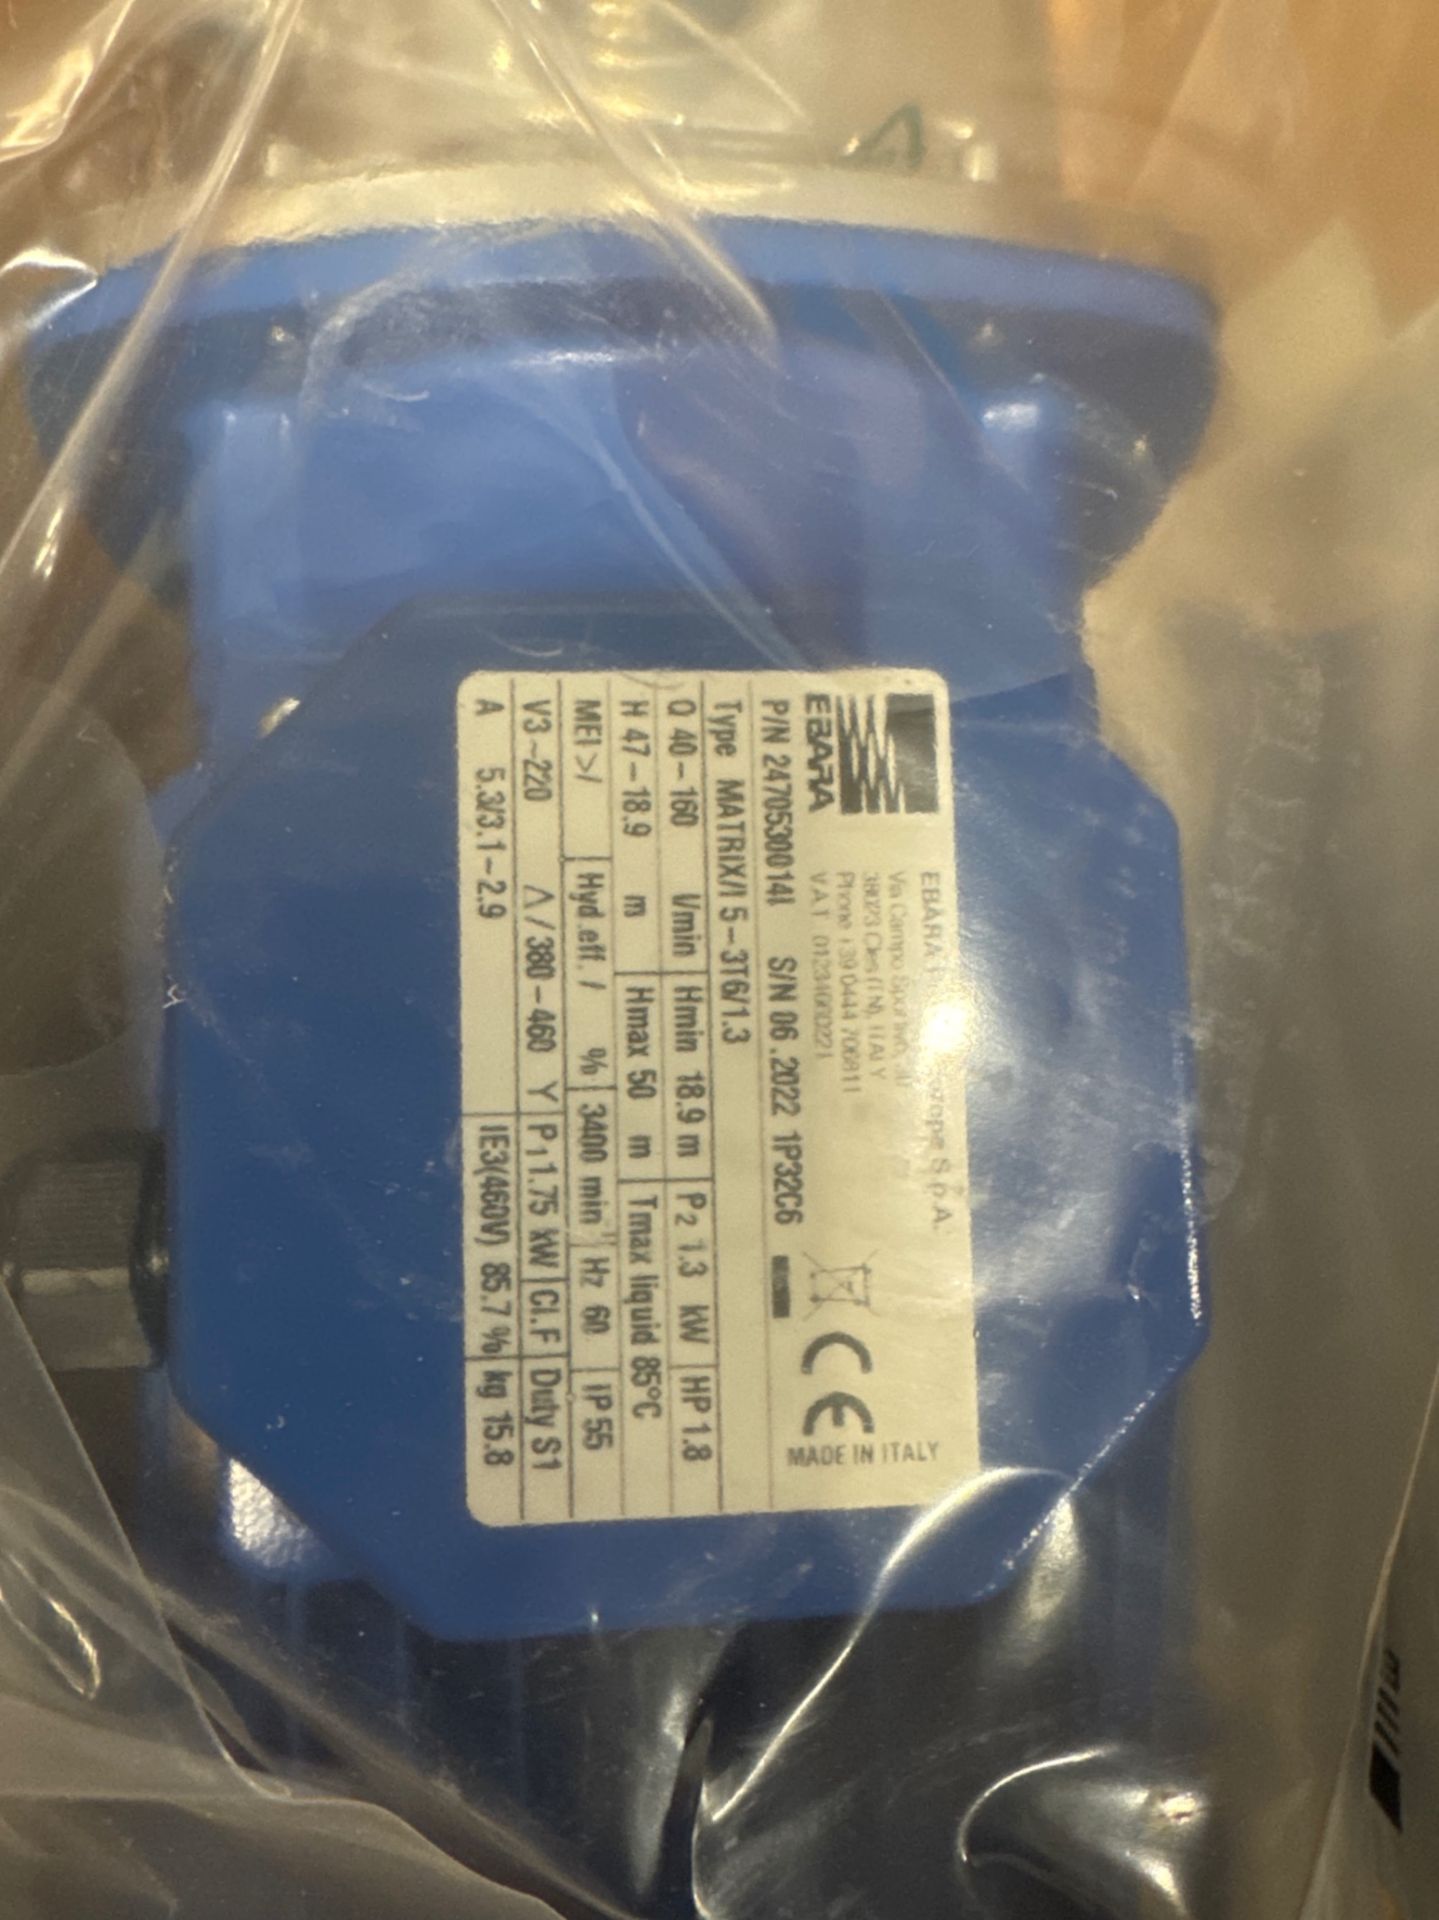 EBARA
S.p.A.
MADE IN ITALY
P/N 2470530014I S/N 06.2022 1P32C6
Type MATRIX/I 5-3T6/1.3
Q 40-160 l/min Hmin 18.9 m P2 1.3 kW HP 1.8
H 47-18.9 m Hmax 50 m Tmax liquid 85°C
MEI >/ Hyd.eff. / % 3400 min⁻¹ Hz 60 IP 55
V3~220 Δ/380-460 Y P1 1.75 kW Cl.F Duty S1
A 5.3/3.1-2.9 IE3(460V) 85.7 % kg 15.8